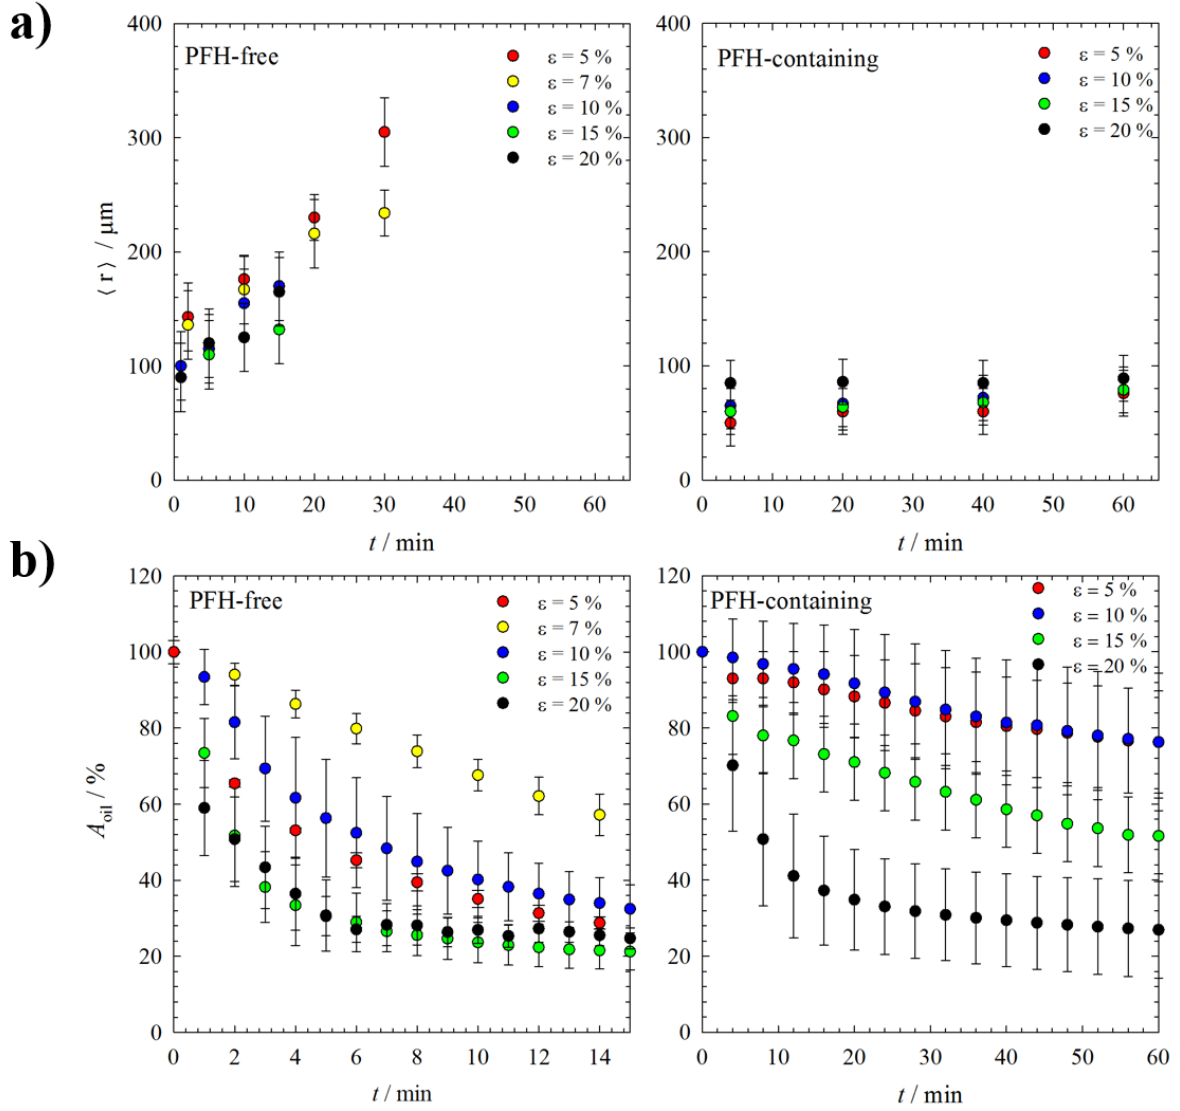 a)
PFH-free
ε = 5 %
ε = 7 %
ε = 10 %
ε = 15 %
ε = 20 %
400
300
200
100
0
⟨ r ⟩ / µm
0 10 20 30 40 50 60
t / min
PFH-containing
ε = 5 %
ε = 10 %
ε = 15 %
ε = 20 %
400
300
200
100
0
0 10 20 30 40 50 60
t / min
b)
PFH-free
ε = 5 %
ε = 7 %
ε = 10 %
ε = 15 %
ε = 20 %
120
100
80
60
40
20
0
Aoil / %
0 2 4 6 8 10 12 14
t / min
PFH-containing
ε = 5 %
ε = 10 %
ε = 15 %
ε = 20 %
120
100
80
60
40
20
0
0 10 20 30 40 50 60
t / min